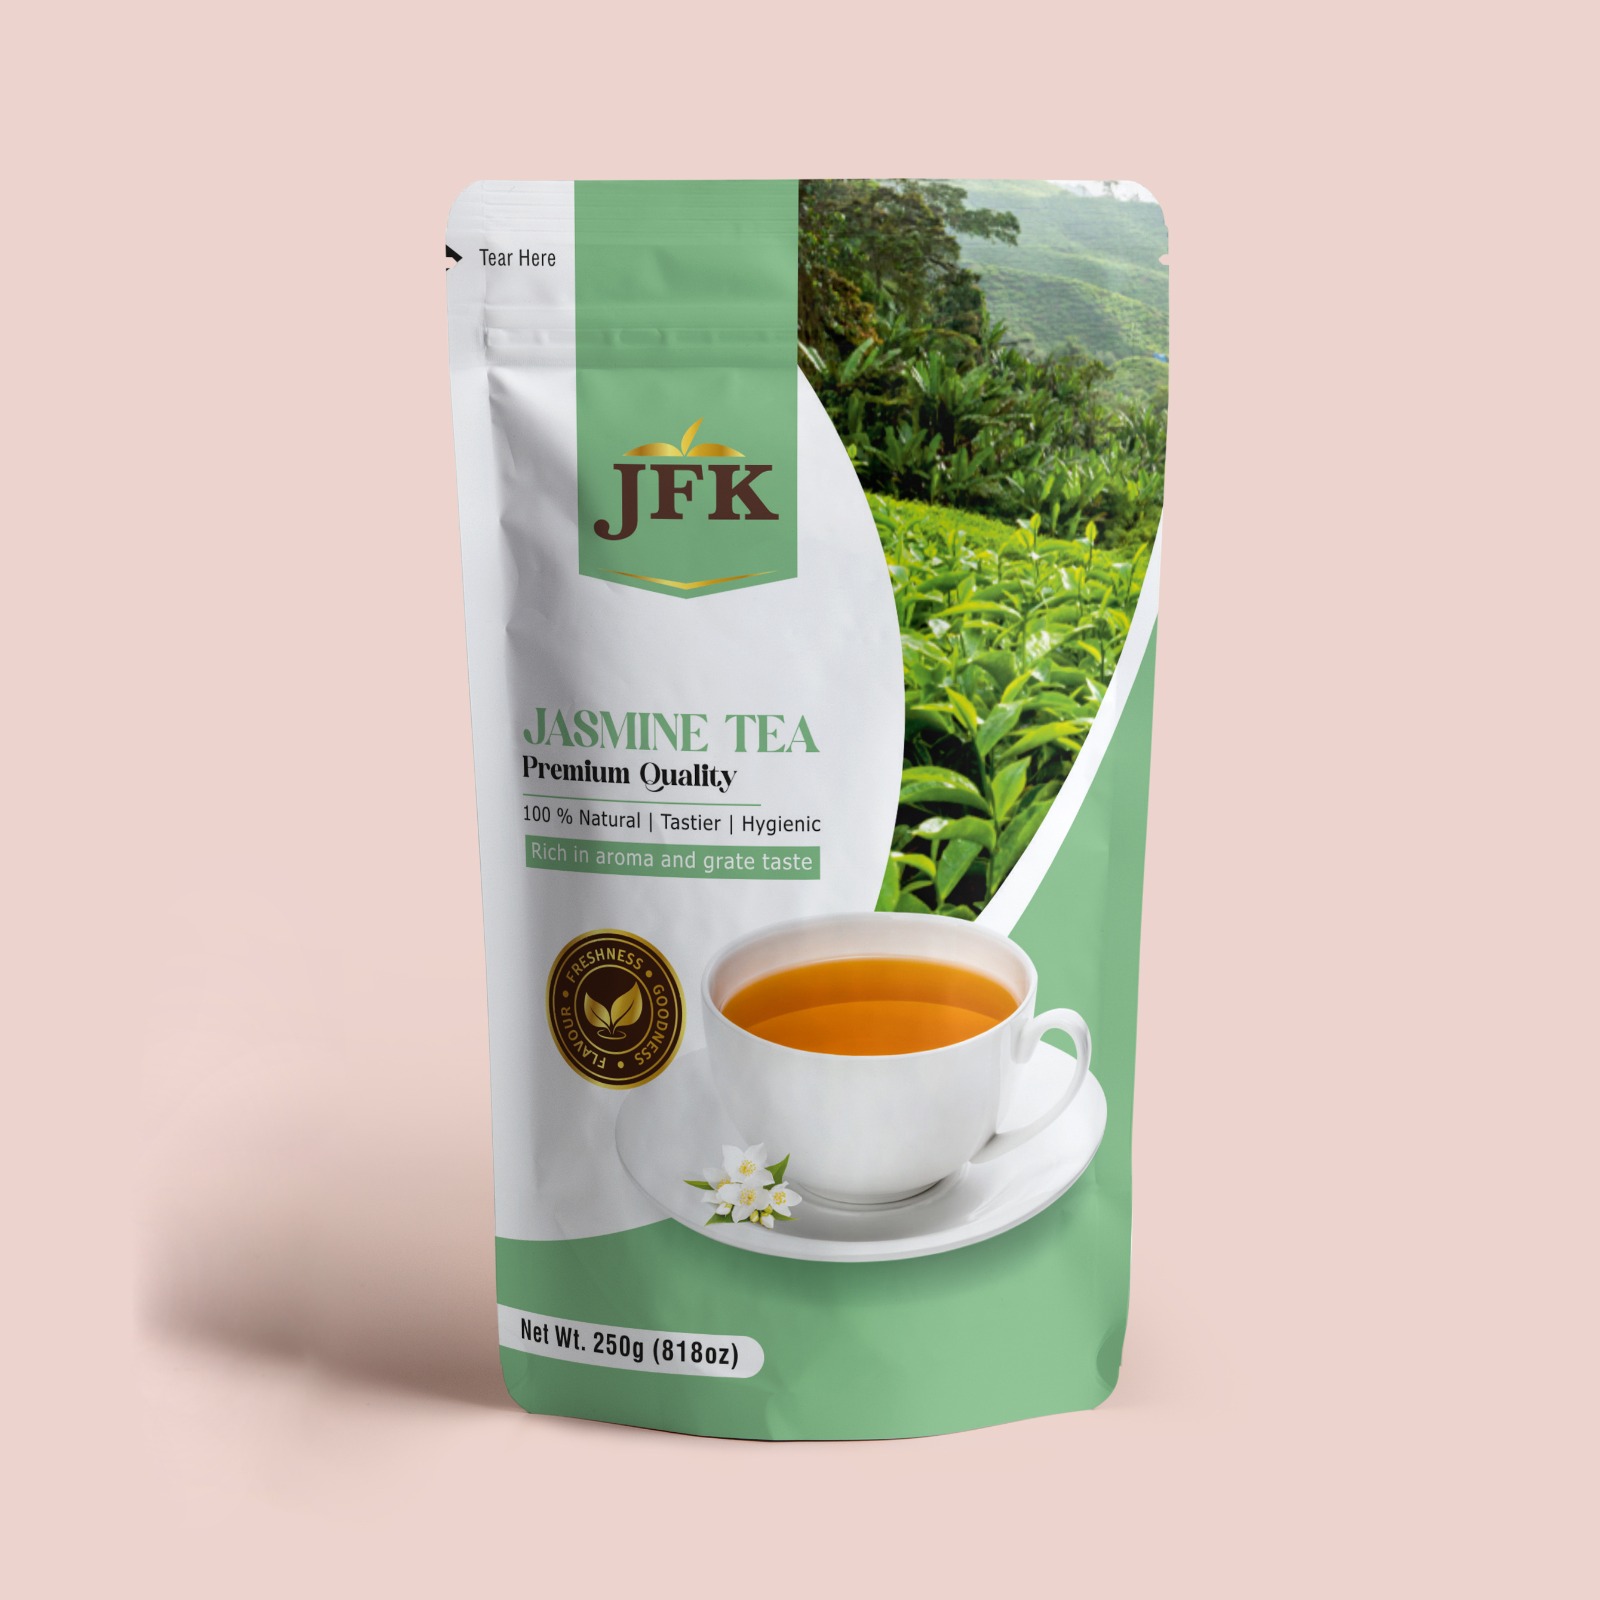 Tear Here
JFK
JASMINE TEA
Premium Quality
100 % Natural | Tastier | Hygienic
Rich in aroma and grate taste
FRESHNESS • GOODNESS • FLAVOUR •
Net Wt. 250g (818oz)